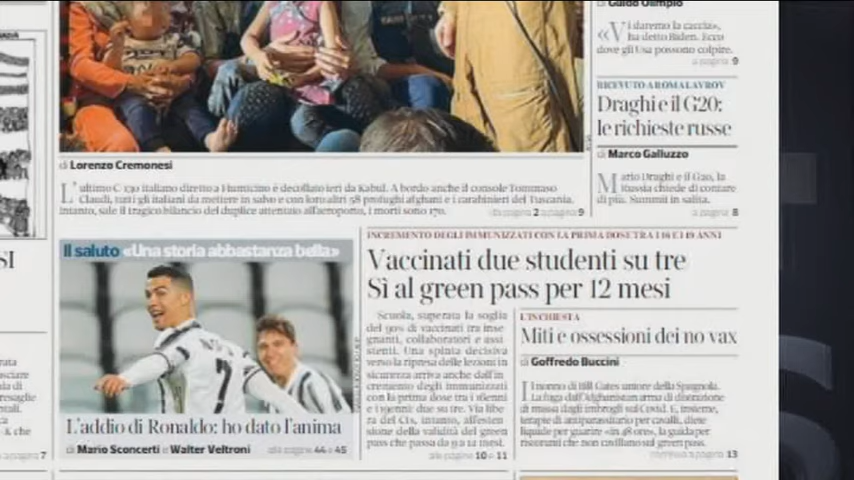 Guido Olimpio
«Vi daremo la caccia»,
ha detto Biden. Ecco
dove gli Usa possono colpire.
a pagina 9
RICEVUTO A ROMA LAVROV
Draghi e il G20:
le richieste russe
di Marco Galluzzo
Mario Draghi e il G20, la
Russia chiede di contare
di più. Summit in salita.
a pagina 8
di Lorenzo Cremonesi
L'ultimo C-130 italiano diretto a Fiumicino è decollato ieri da Kabul. A bordo anche il console Tommaso
Claudi, tutti gli italiani da mettere in salvo e con loro altri 58 profughi afghani e i carabinieri del Tuscania.
Intanto, sale il tragico bilancio del duplice attentato all'aeroporto, i morti sono 170.
da pagina 2 a pagina 9
SI
Il saluto «Una storia abbastanza bella»
7
L'addio di Ronaldo: ho dato l'anima
di Mario Sconcerti e Walter Veltroni
alle pagine 44 e 45
INCREMENTO DEGLI IMMUNIZZATI CON LA PRIMA DOSE TRA I 16 E I 19 ANNI
Vaccinati due studenti su tre
Sì al green pass per 12 mesi
Scuola, superata la soglia
del 90% di vaccinati tra inse-
gnanti, collaboratori e assi-
stenti. Una spinta decisiva
verso la ripresa delle lezioni in
sicurezza arriva anche dall'in-
cremento degli immunizzati
con la prima dose tra i 16enni
e i 19enni: due su tre. Via libe-
ra del Cts, intanto, all'esten-
sione della validità del green
pass che passa da 9 a 12 mesi.
alle pagine 10 e 11
L'INCHIESTA
Miti e ossessioni dei no vax
di Goffredo Buccini
Il nonno di Bill Gates untore della Spagnola.
La fuga dall'Afghanistan arma di distrazione
di massa dagli imbrogli sul Covid. E, insieme,
terapie di antiparassitario per cavalli, diete
liquide per guarire «in 48 ore», la guida per
ristoranti che non cavillano sul green pass.
continua a pagina 13
pagina 7